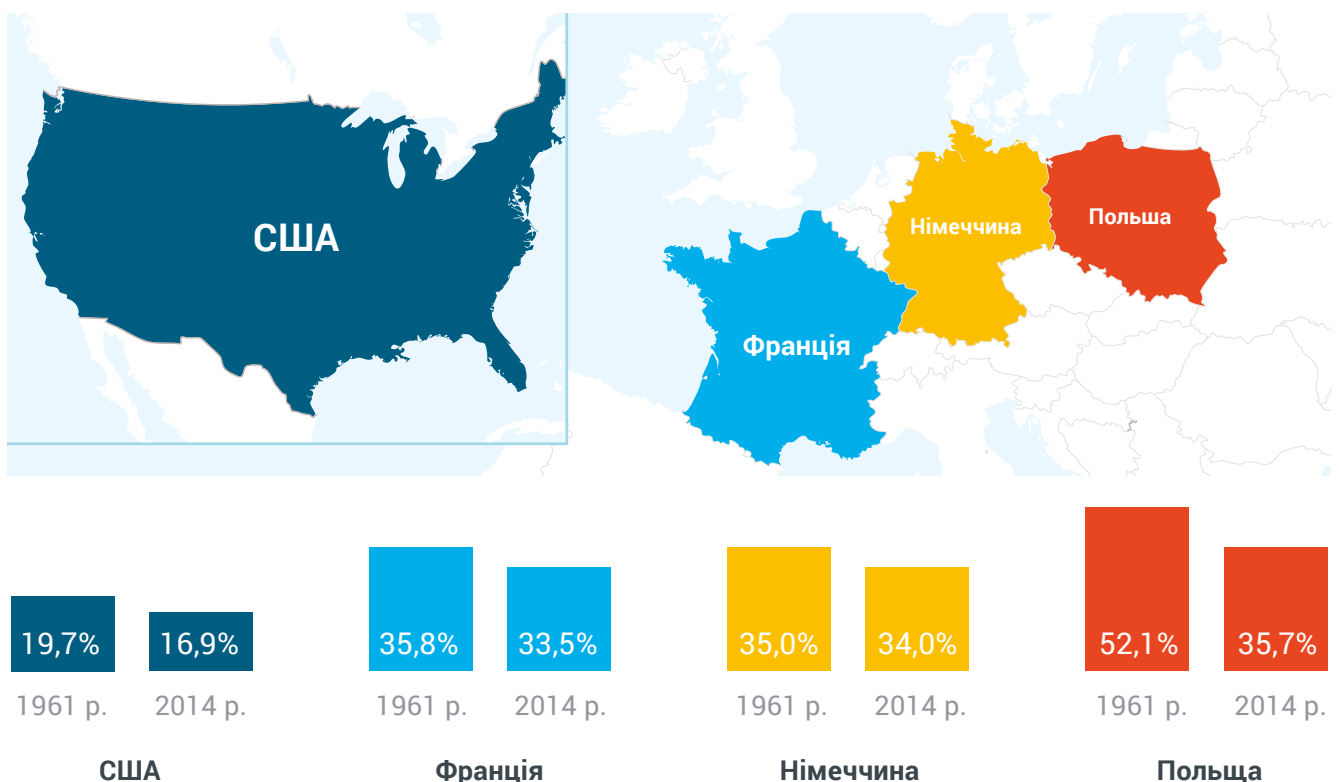 США
Німеччина
Польша
Франція
19,7%
16,9%
35,8%
33,5%
35,0%
34,0%
52,1%
35,7%
1961 р.
2014 р.
1961 р.
2014 р.
1961 р.
2014 р.
1961 р.
2014 р.
США
Франція
Німеччина
Польща